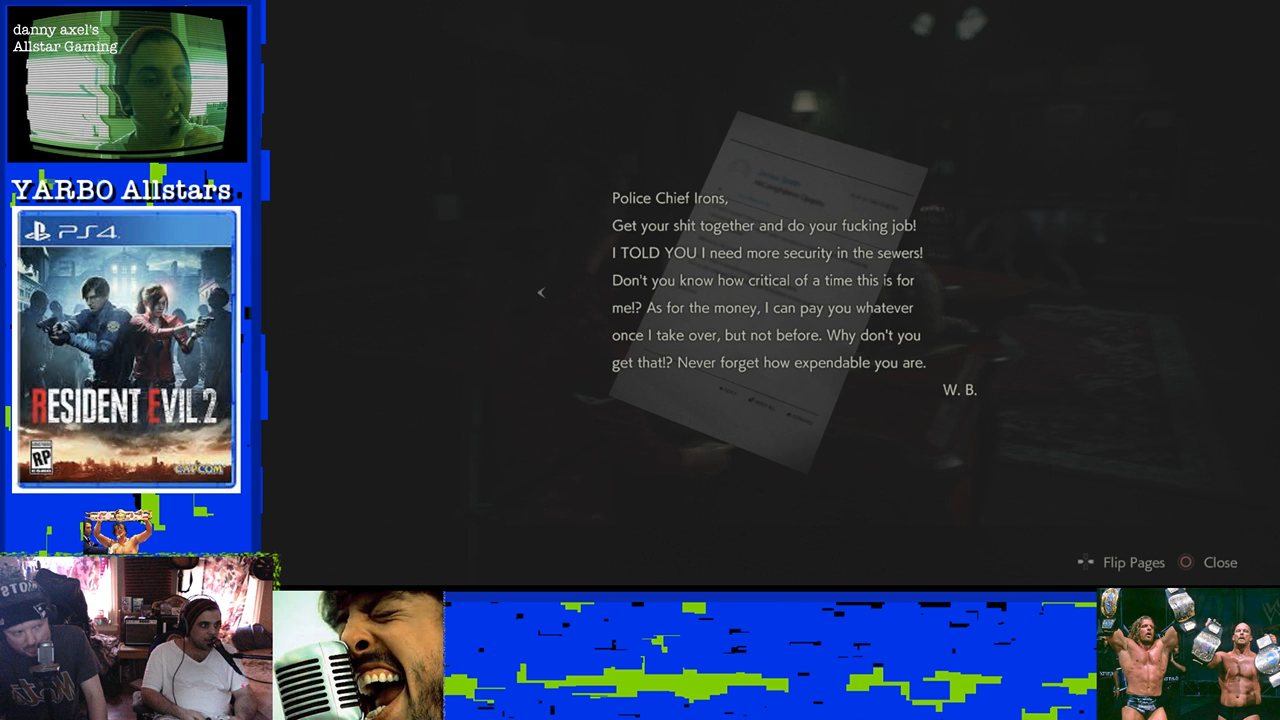 danny axel's
Allstar Gaming
YARBO Allstars
PS4
RESIDENT EVIL 2
RP
CAPCOM
Police Chief Irons,
Get your shit together and do your fucking job!
I TOLD YOU I need more security in the sewers!
Don't you know how critical of a time this is for
me!? As for the money, I can pay you whatever
once I take over, but not before. Why don't you
get that!? Never forget how expendable you are.
W. B.
Flip Pages
Close